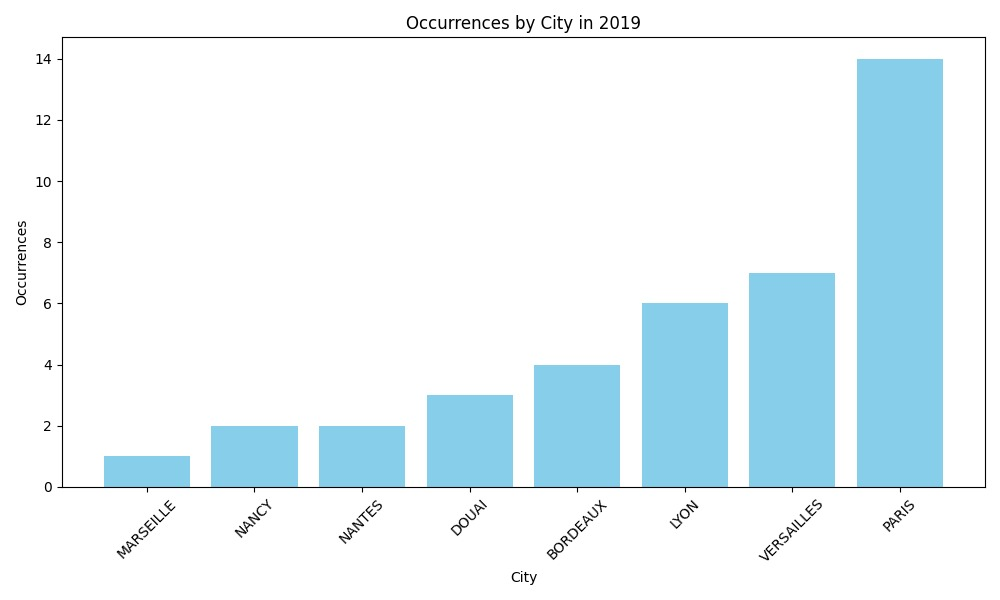 Occurrences by City in 2019
Occurrences
14
12
10
8
6
4
2
0
MARSEILLE
NANCY
NANTES
DOUAI
BORDEAUX
LYON
VERSAILLES
PARIS
City